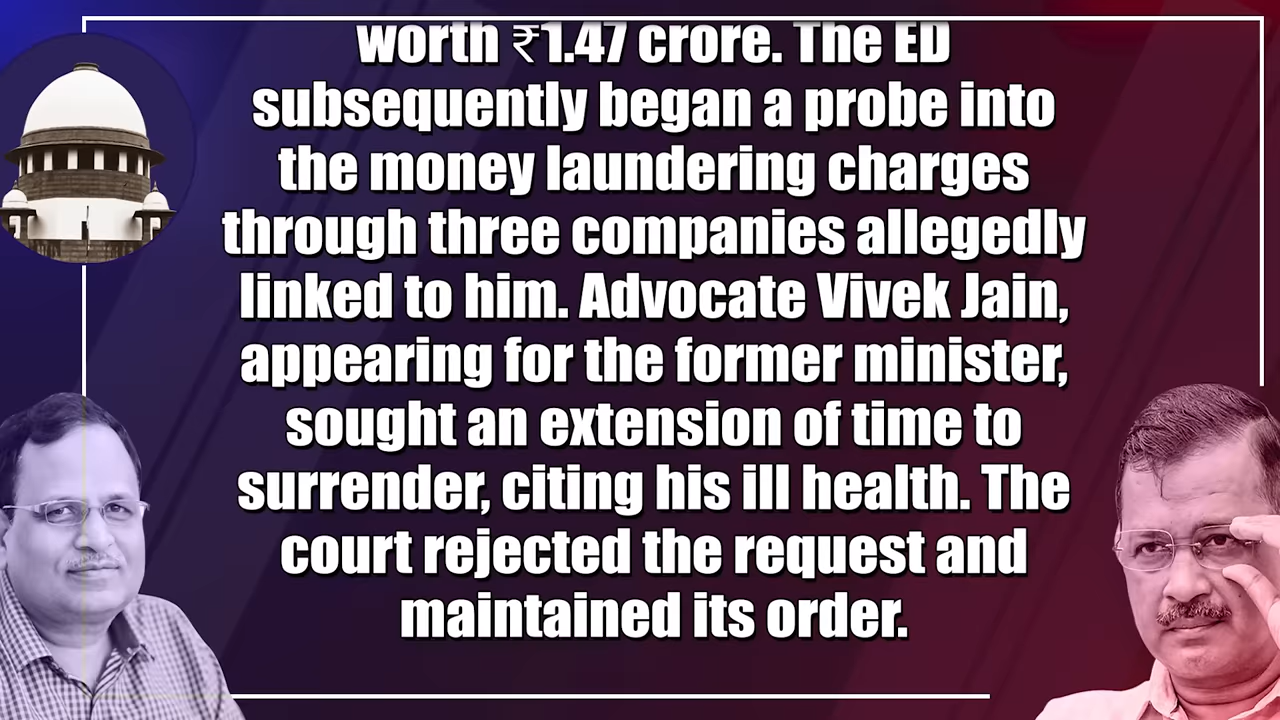 worth ₹1.47 crore. The ED
subsequently began a probe into
the money laundering charges
through three companies allegedly
linked to him. Advocate Vivek Jain,
appearing for the former minister,
sought an extension of time to
surrender, citing his ill health. The
court rejected the request and
maintained its order.